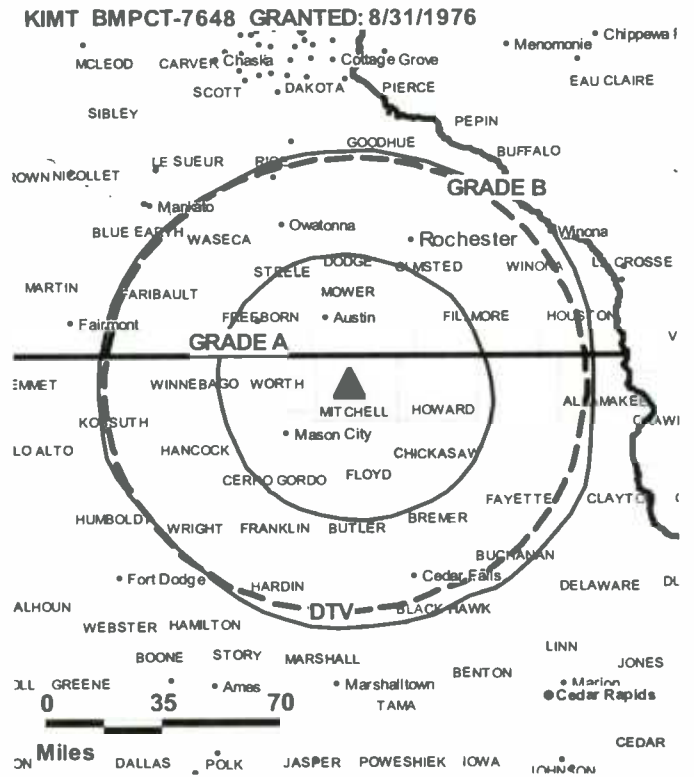 KIMT BMPCT-7648 GRANTED: 8/31/1976
Chippewa
Menomonie
MCLEOD CARVER Chaska Cottage Grove
EAU CLAIRE
SCOTT DAKOTA PIERCE
SIBLEY
PEPIN
GOODHUE
BUFFALO
LE SUEUR
NICOLLET
GRADE B
Mankato
Owatonna
BLUE EARTH WASECA Rochester Winona
STEELE DODGE OLMSTED WINONA
MARTIN FARIBAULT MOWER
FREEBORN Austin FILLMORE HOUSTON
Fairmont
GRADE A
EMMET WINNEBAGO WORTH
MITCHELL HOWARD
KOSSUTH
Mason City
LO ALTO HANCOCK CHICKASAW
CERRO GORDO FLOYD
FAYETTE
HUMBOLDT WRIGHT FRANKLIN BUTLER BREMER
BUCHANAN
Fort Dodge HARDIN Cedar Falls DELAWARE DU
ALHOUN DTV BLACK HAWK
WEBSTER HAMILTON
LINN
BOONE STORY MARSHALL JONES
BENTON
GREENE Ames Marshalltown Marion
0 35 70 TAMA Cedar Rapids
CEDAR
Miles DALLAS POLK JASPER POWESHIEK IOWA JOHNSON